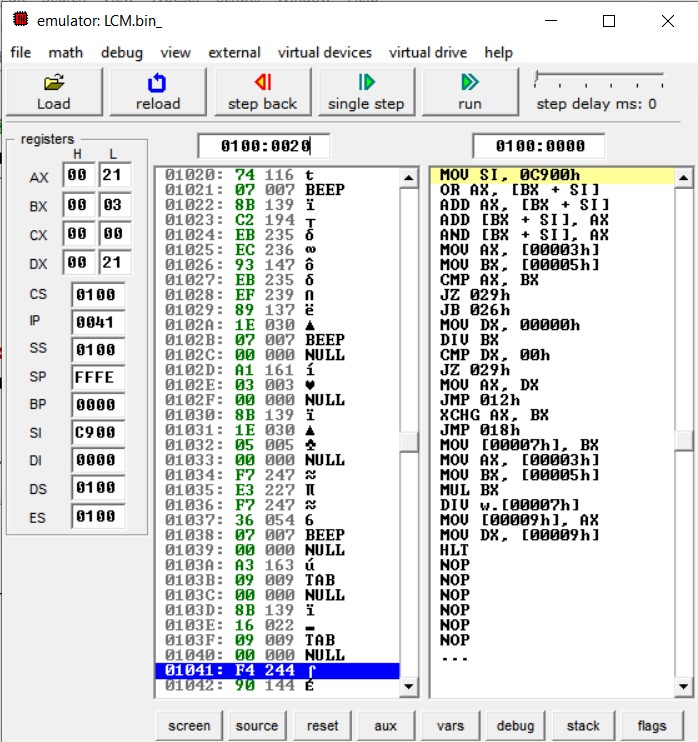 emulator: LCM.bin_
file math debug view external virtual devices virtual drive help
Load reload step back single step run step delay ms: 0
registers
H L
AX 00 21
BX 00 03
CX 00 00
DX 00 21
CS 0100
IP 0041
SS 0100
SP FFFE
BP 0000
SI C900
DI 0000
DS 0100
ES 0100
0100:0020
01020: 74 116 t
01021: 07 007 BEEP
01022: 8B 139 ï
01023: C2 194 ┬
01024: EB 235 δ
01025: EC 236 ∞
01026: 93 147 ô
01027: EB 235 δ
01028: EF 239 ∩
01029: 89 137 ë
0102A: 1E 030 ▲
0102B: 07 007 BEEP
0102C: 00 000 NULL
0102D: A1 161 í
0102E: 03 003 ♥
0102F: 00 000 NULL
01030: 8B 139 ï
01031: 1E 030 ▲
01032: 05 005 ♣
01033: 00 000 NULL
01034: F7 247 ≈
01035: E3 227 π
01036: F7 247 ≈
01037: 36 054 6
01038: 07 007 BEEP
01039: 00 000 NULL
0103A: A3 163 ú
0103B: 09 009 TAB
0103C: 00 000 NULL
0103D: 8B 139 ï
0103E: 16 022 ▬
0103F: 09 009 TAB
01040: 00 000 NULL
01041: F4 244 ⌠
01042: 90 144 É
0100:0000
MOV SI, 0C900h
OR AX, [BX + SI]
ADD AX, [BX + SI]
ADD [BX + SI], AX
AND [BX + SI], AX
MOV AX, [00003h]
MOV BX, [00005h]
CMP AX, BX
JZ 029h
JB 026h
MOV DX, 00000h
DIV BX
CMP DX, 00h
JZ 029h
MOV AX, DX
JMP 012h
XCHG AX, BX
JMP 018h
MOV [00007h], BX
MOV AX, [00003h]
MOV BX, [00005h]
MUL BX
DIV w.[00007h]
MOV [00009h], AX
MOV DX, [00009h]
HLT
NOP
NOP
NOP
NOP
NOP
NOP
...
screen source reset aux vars debug stack flags